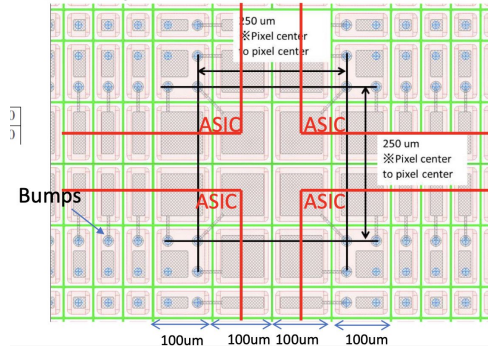 250 um
※Pixel center
to pixel center
ASIC
ASIC
250 um
※Pixel center
to pixel center
ASIC
ASIC
Bumps
100um
100um
100um
100um